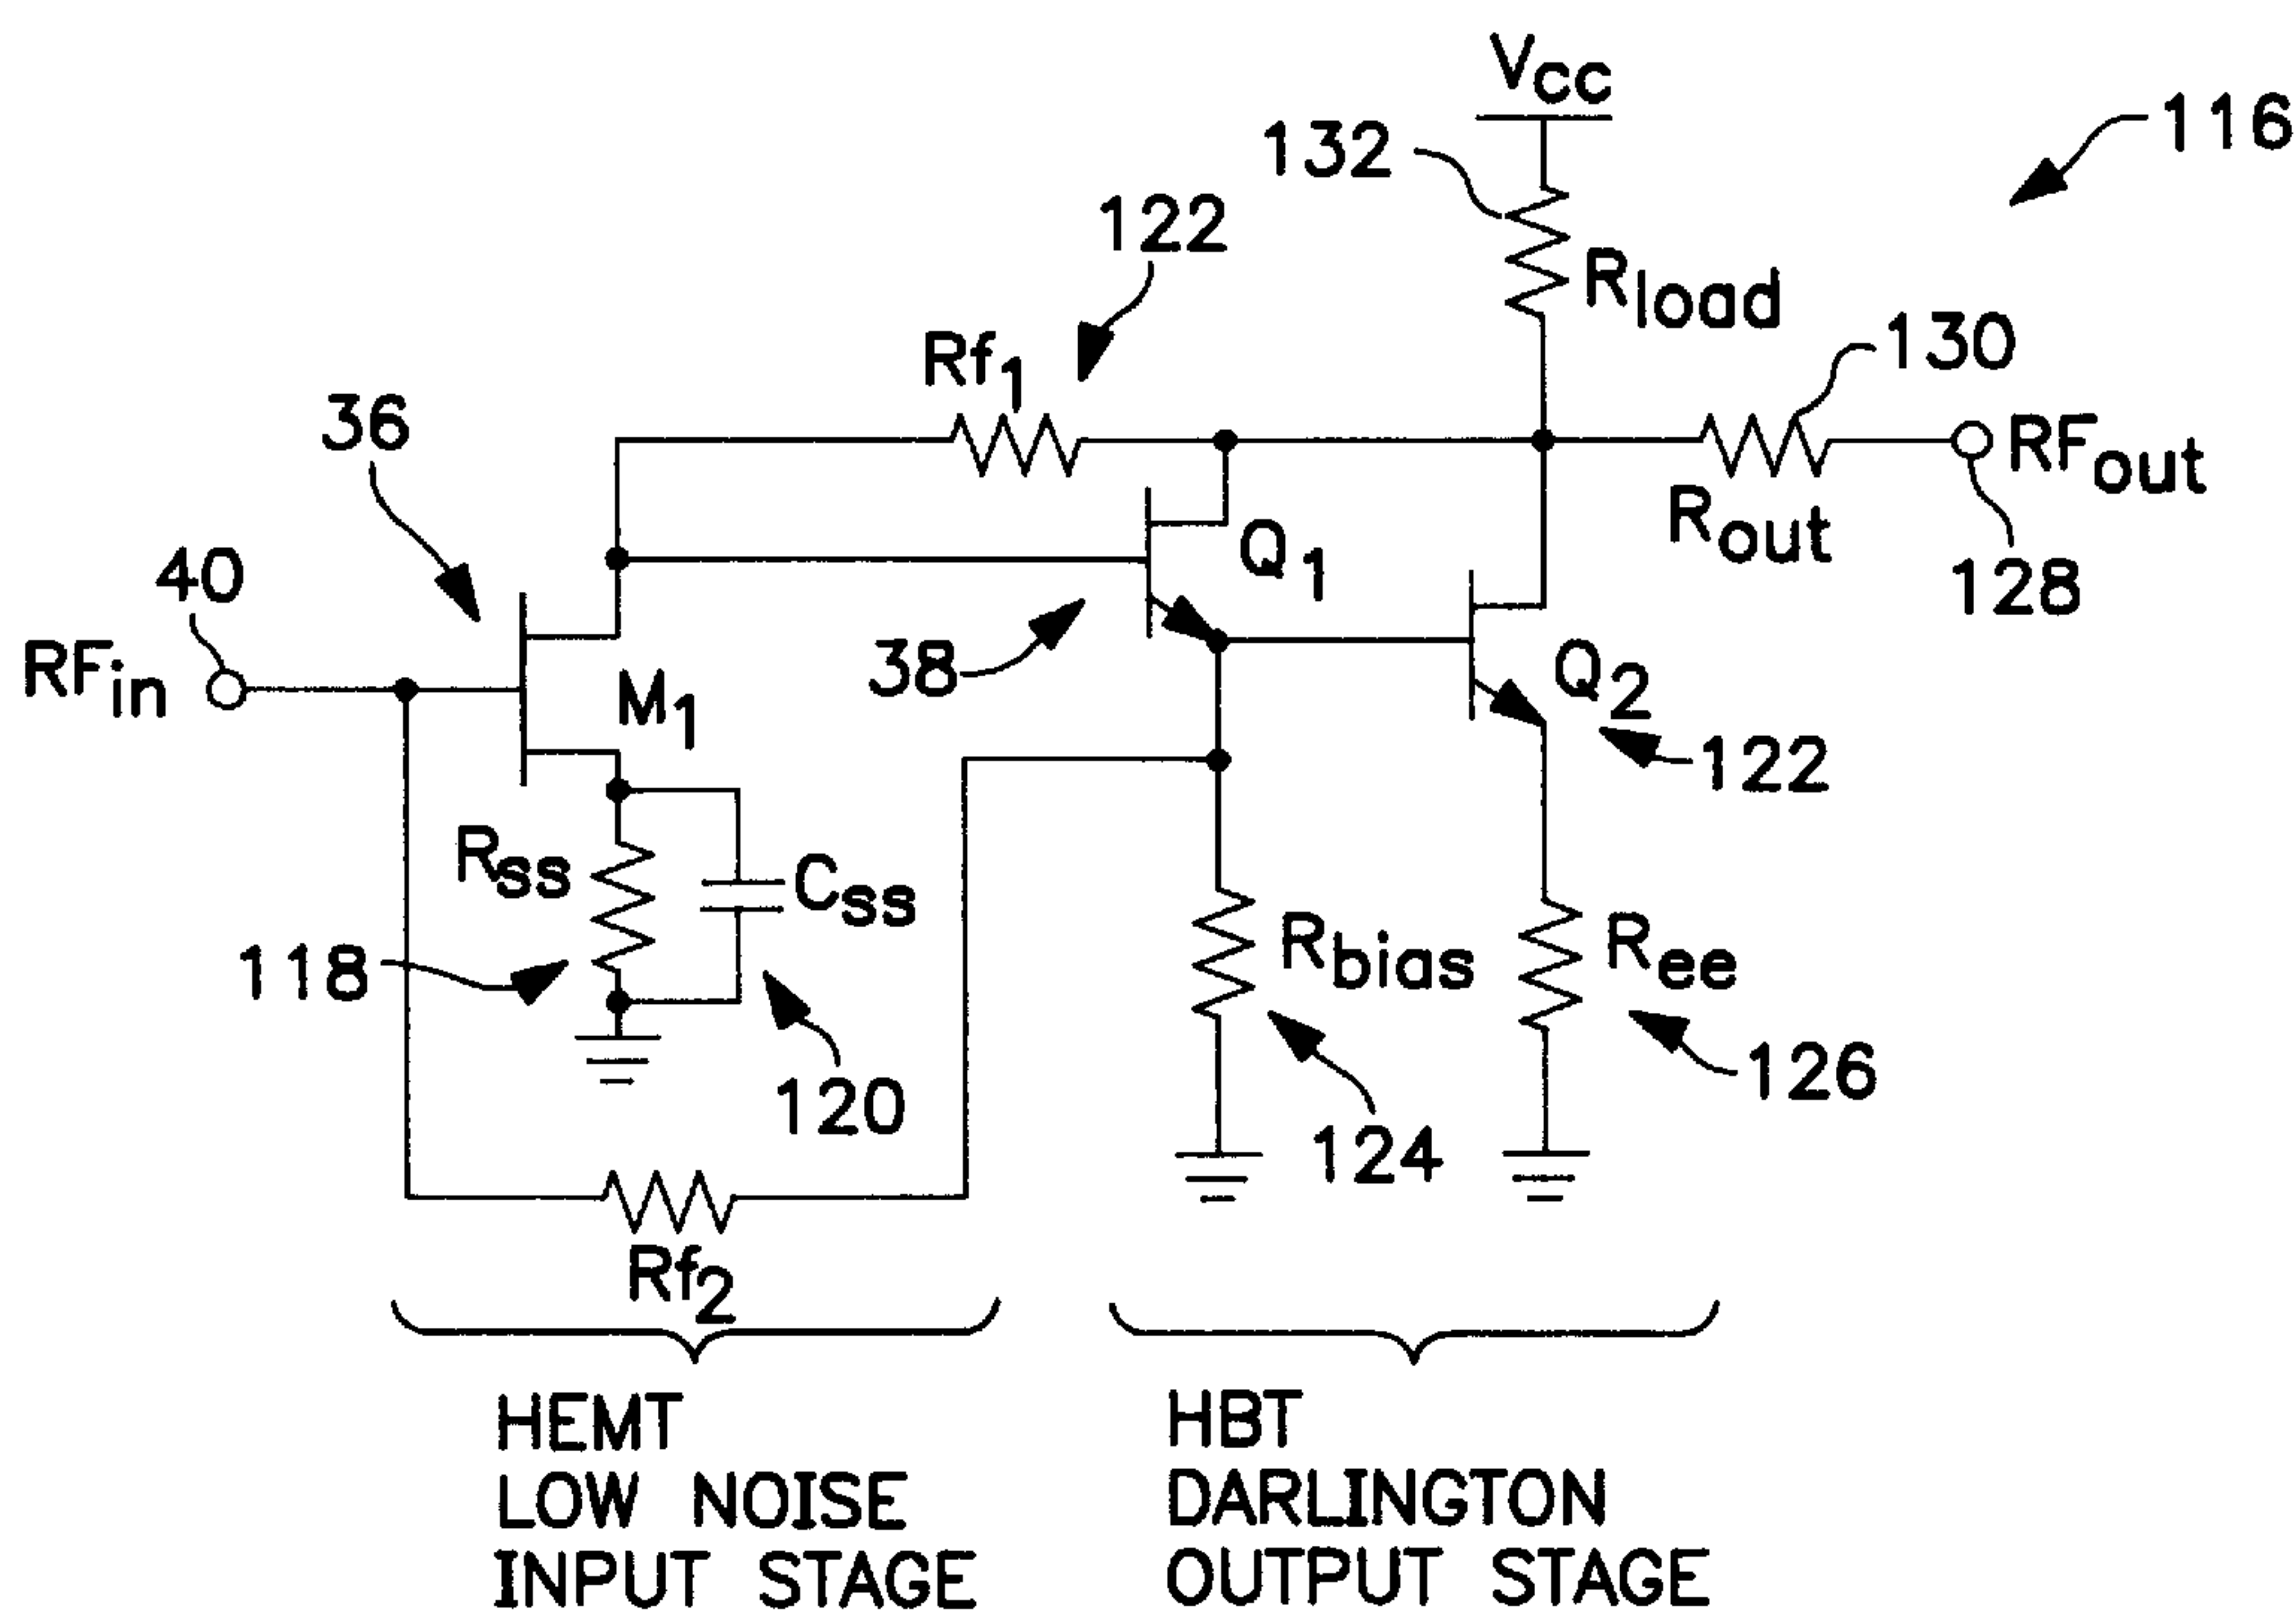 Vcc
116
132
122
Rload
130
Rf1
36
RFout
Rout
Q1
40
128
38
RFin
M1
Q2
122
Rss
Css
Rbias
Ree
118
126
120
124
Rf2
HEMT
LOW NOISE
INPUT STAGE
HBT
DARLINGTON
OUTPUT STAGE